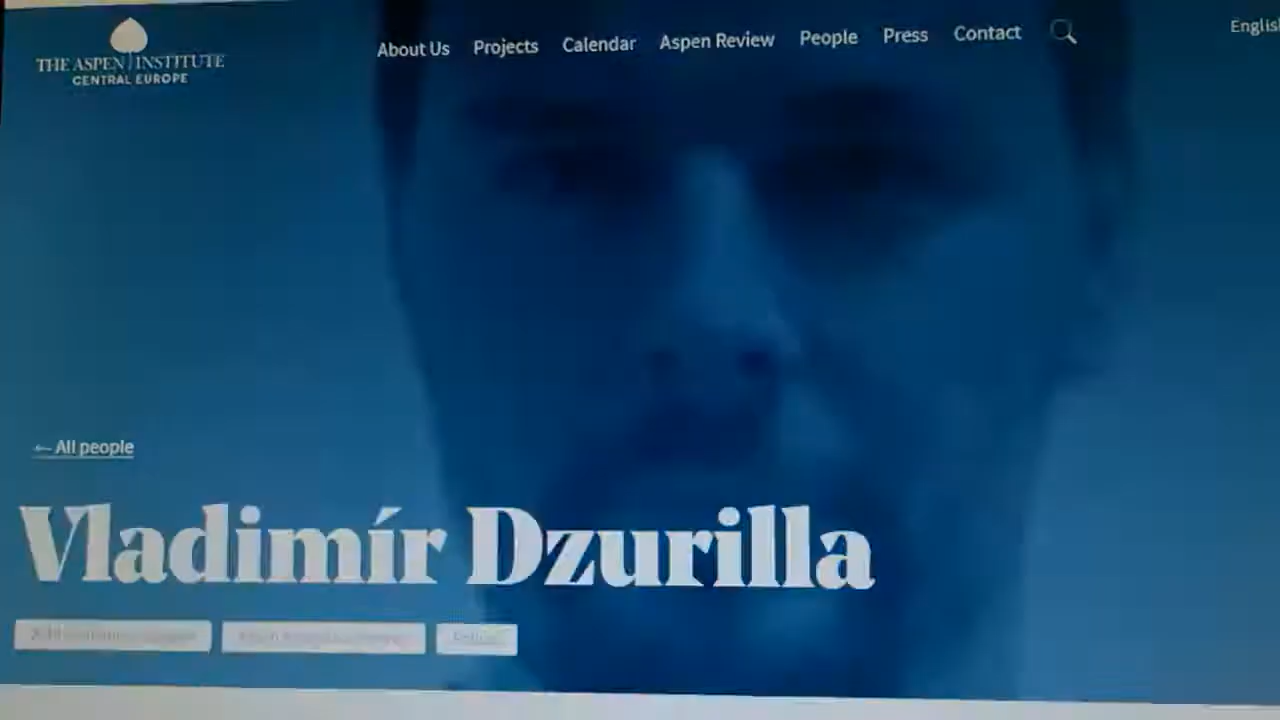 THE ASPEN INSTITUTE
CENTRAL EUROPE
About Us Projects Calendar Aspen Review People Press Contact
English
← All people
Vladimír Dzurilla